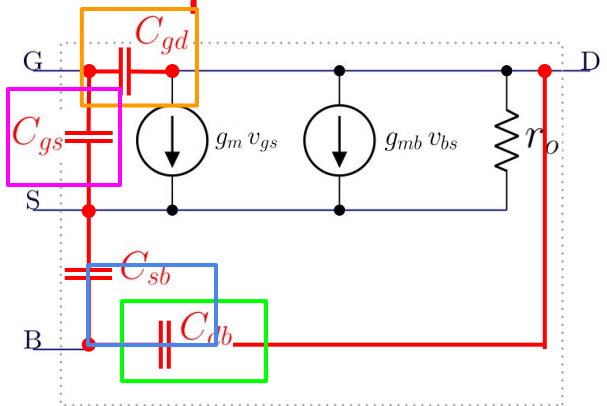 C_gd
G
D
C_gs
g_m v_gs
g_mb v_bs
r_o
S
C_sb
B
C_db